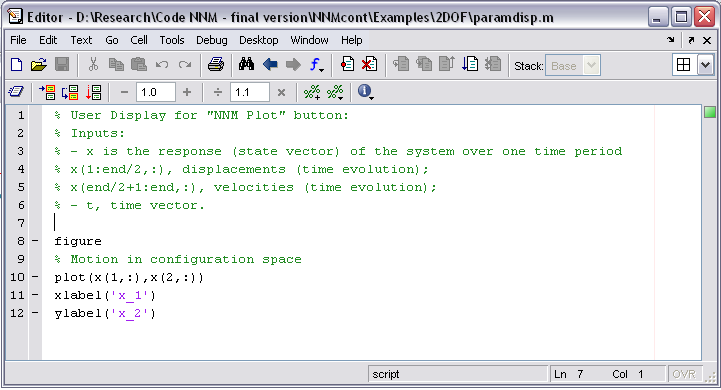 Editor - D:\Research\Code NNM - final version\NNMcont\Examples\2DOF\paramdisp.m
File Edit Text Go Cell Tools Debug Desktop Window Help
Stack: Base
- 1.0 + ÷ 1.1 ×
1 % User Display for "NNM Plot" button:
2 % Inputs:
3 % - x is the response (state vector) of the system over one time period
4 % x(1:end/2,:), displacements (time evolution);
5 % x(end/2+1:end,:), velocities (time evolution);
6 % - t, time vector.
7
8 - figure
9 % Motion in configuration space
10 - plot(x(1,:),x(2,:))
11 - xlabel('x_1')
12 - ylabel('x_2')
script Ln 7 Col 1 OVR